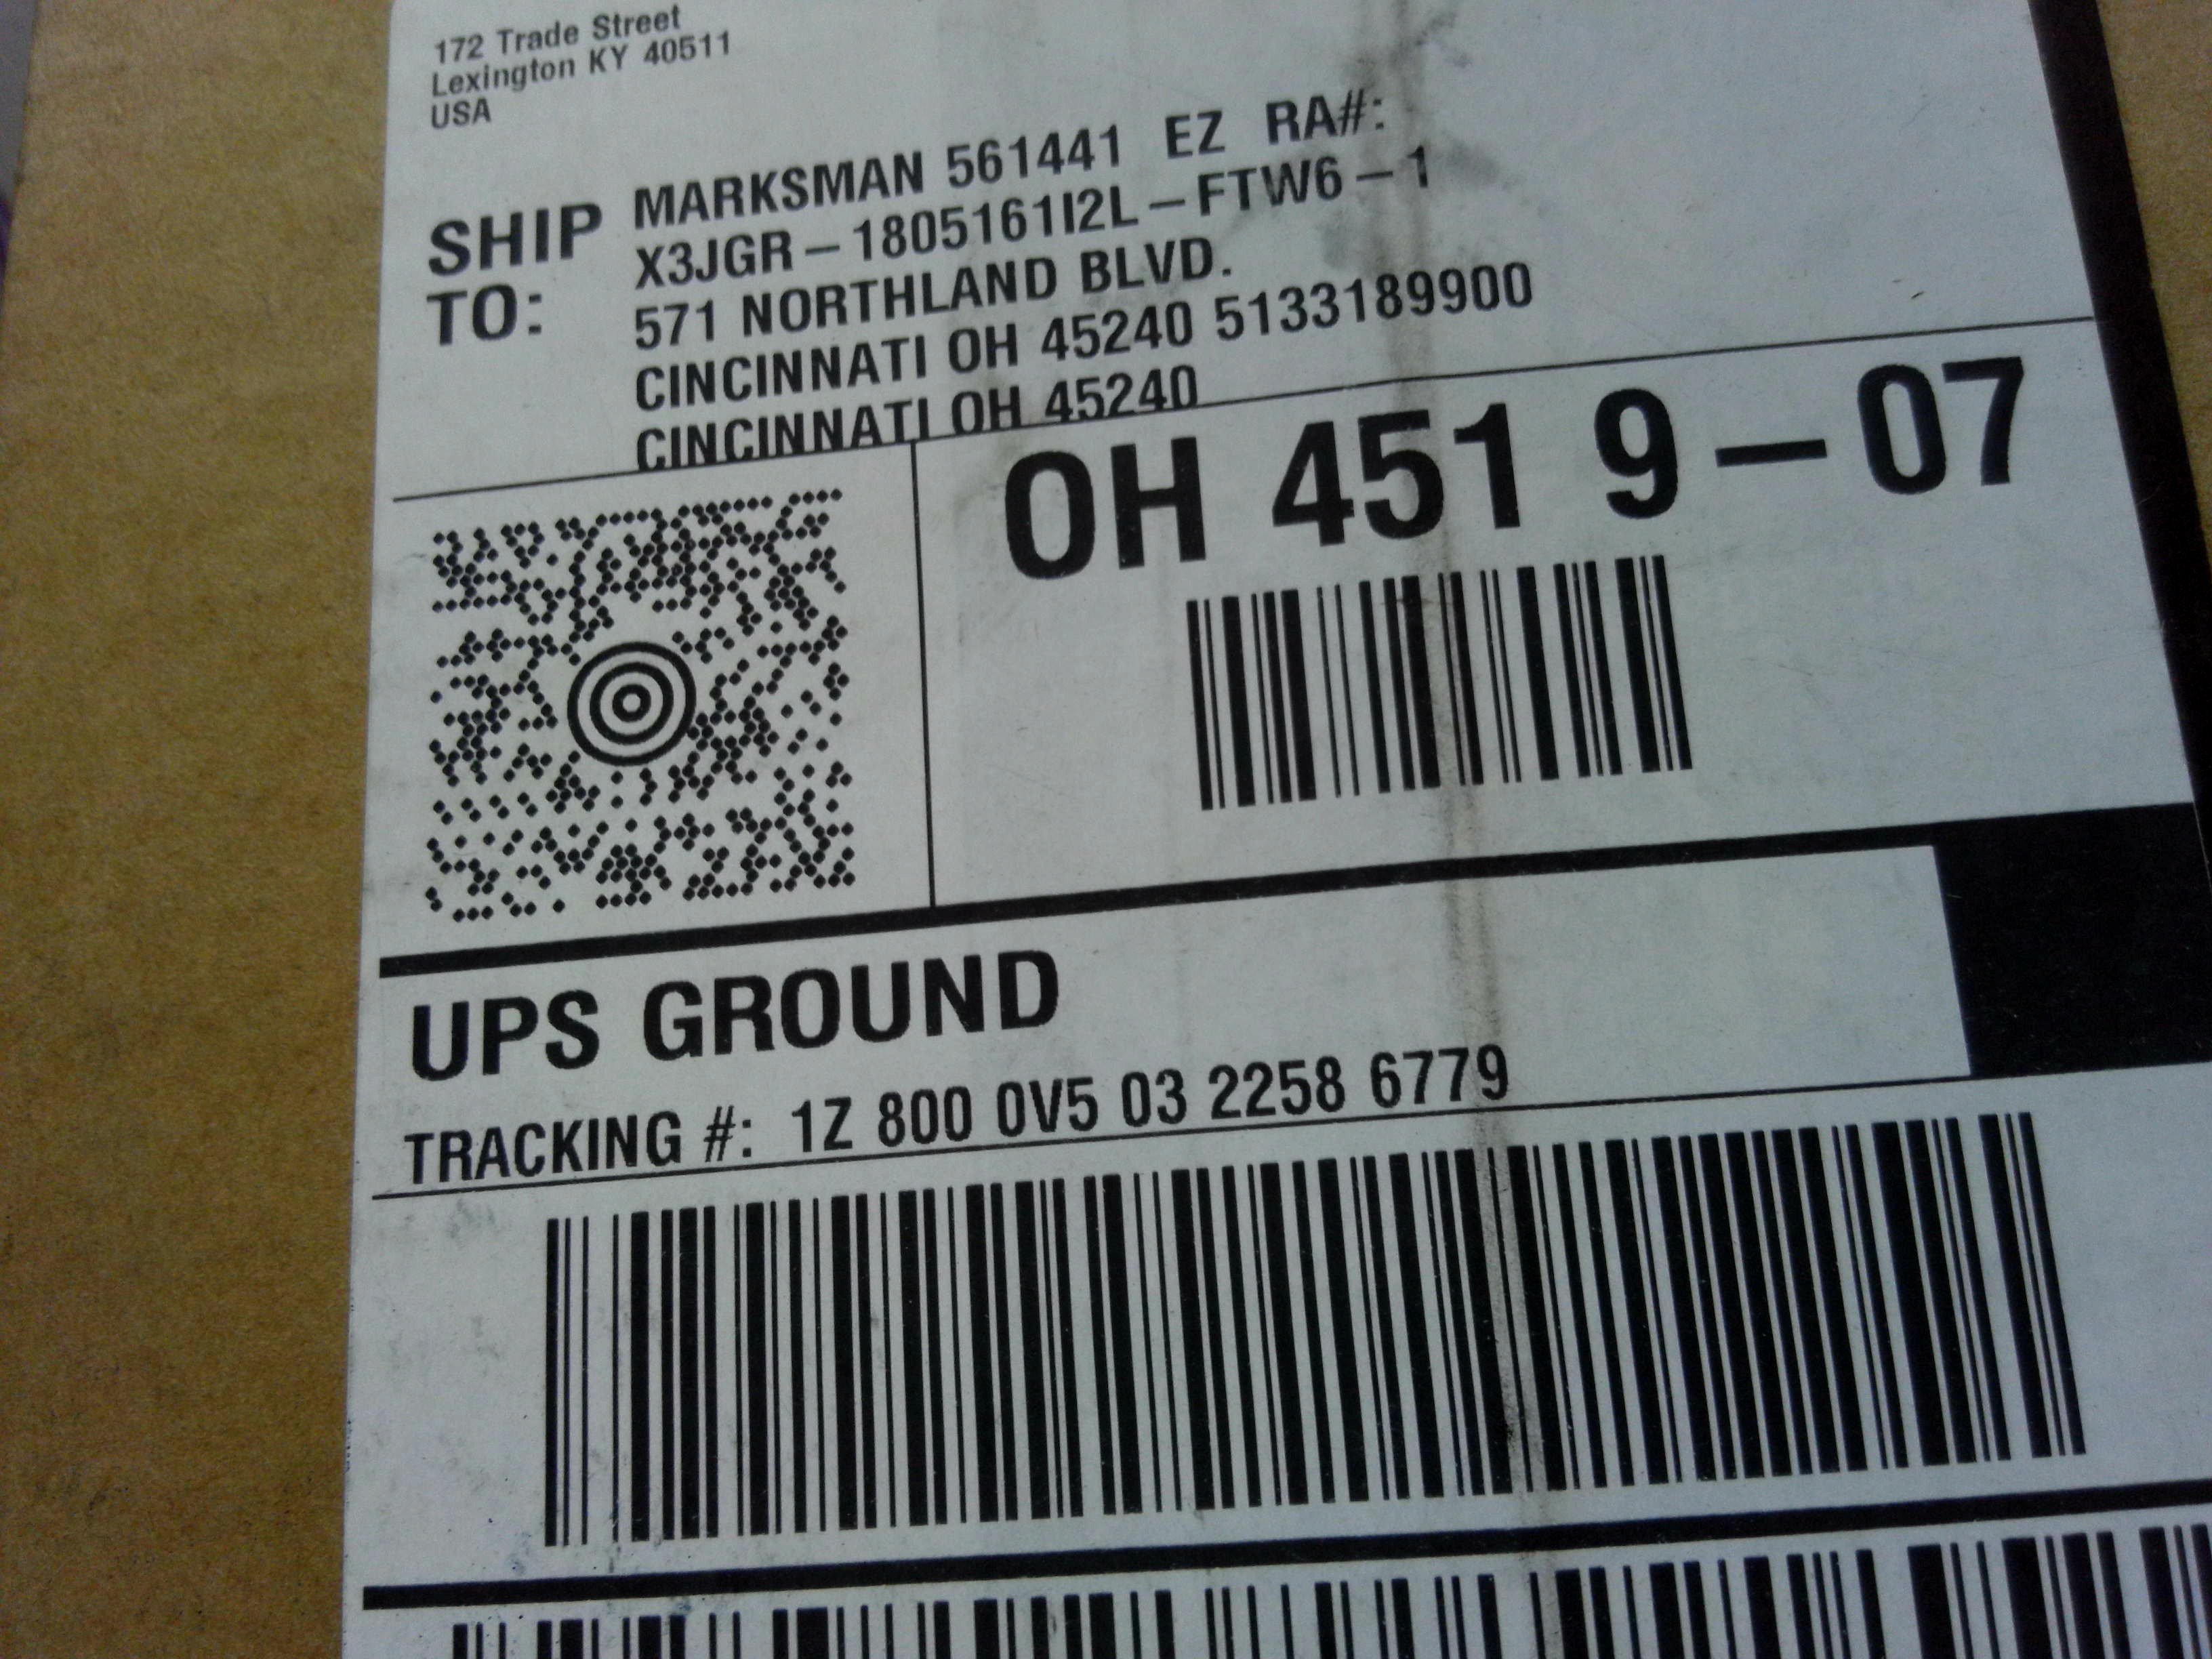 172 Trade Street
Lexington KY 40511
USA
SHIP TO:
MARKSMAN 561441 EZ RA#:
X3JGR-1805161I2L-FTW6-1
571 NORTHLAND BLVD.
CINCINNATI OH 45240 5133189900
CINCINNATI OH 45240
OH 451 9-07
UPS GROUND
TRACKING #: 1Z 800 0V5 03 2258 6779